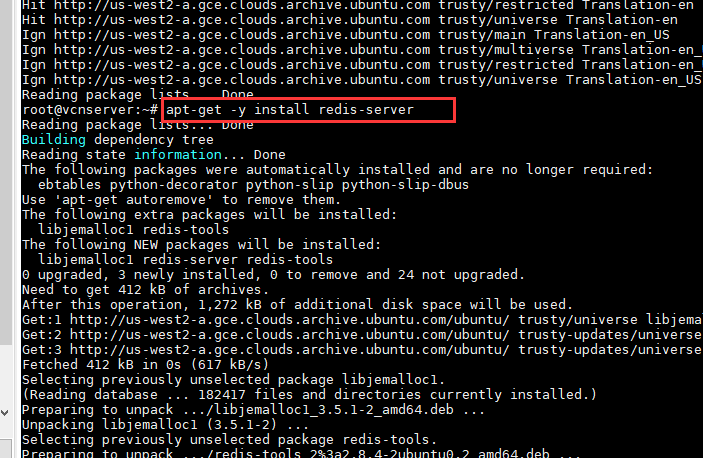 Hit http://us-west2-a.gce.clouds.archive.ubuntu.com trusty/restricted Translation-en
Hit http://us-west2-a.gce.clouds.archive.ubuntu.com trusty/universe Translation-en
Ign http://us-west2-a.gce.clouds.archive.ubuntu.com trusty/main Translation-en_US
Ign http://us-west2-a.gce.clouds.archive.ubuntu.com trusty/multiverse Translation-en_U
Ign http://us-west2-a.gce.clouds.archive.ubuntu.com trusty/restricted Translation-en_U
Ign http://us-west2-a.gce.clouds.archive.ubuntu.com trusty/universe Translation-en_US
Reading package lists... Done
root@vcnserver:~# apt-get -y install redis-server
Reading package lists... Done
Building dependency tree
Reading state information... Done
The following packages were automatically installed and are no longer required:
ebtables python-decorator python-slip python-slip-dbus
Use 'apt-get autoremove' to remove them.
The following extra packages will be installed:
libjemalloc1 redis-tools
The following NEW packages will be installed:
libjemalloc1 redis-server redis-tools
0 upgraded, 3 newly installed, 0 to remove and 24 not upgraded.
Need to get 412 kB of archives.
After this operation, 1,272 kB of additional disk space will be used.
Get:1 http://us-west2-a.gce.clouds.archive.ubuntu.com/ubuntu/ trusty/universe libjemal
Get:2 http://us-west2-a.gce.clouds.archive.ubuntu.com/ubuntu/ trusty-updates/universe
Get:3 http://us-west2-a.gce.clouds.archive.ubuntu.com/ubuntu/ trusty-updates/universe
Fetched 412 kB in 0s (617 kB/s)
Selecting previously unselected package libjemalloc1.
(Reading database ... 182417 files and directories currently installed.)
Preparing to unpack .../libjemalloc1_3.5.1-2_amd64.deb ...
Unpacking libjemalloc1 (3.5.1-2) ...
Selecting previously unselected package redis-tools.
Preparing to unpack .../redis-tools_2%3a2.8.4-2ubuntu0.2_amd64.deb ...